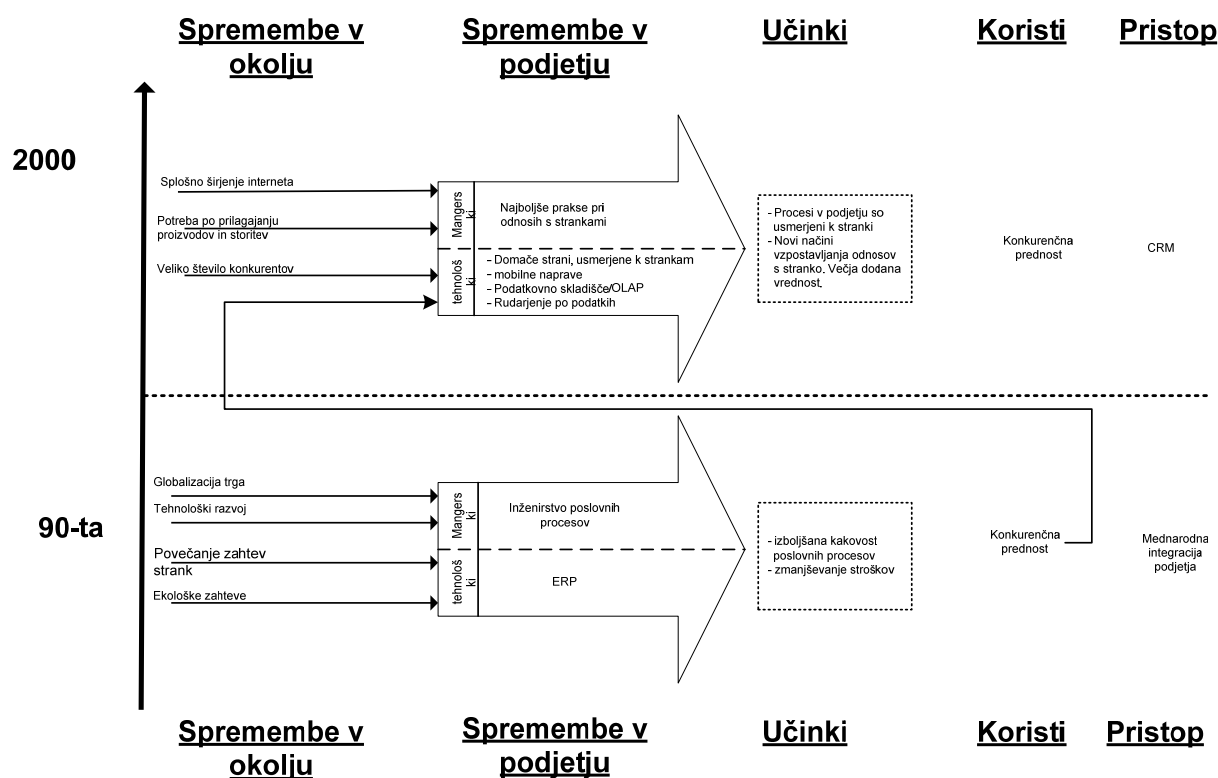 Spremembe v
okolju
Spremembe v
podjetju
Učinki
Koristi
Pristop
2000
Splošno širjenje interneta
Potreba po prilagajanju
proizvodov in storitev
Veliko število konkurentov
Mangers
ki
tehnološ
ki
Najboljše prakse pri
odnosih s strankami
- Domače strani, usmerjene k strankam
- mobilne naprave
- Podatkovno skladišče/OLAP
- Rudarjenje po podatkih
- Procesi v podjetju so
usmerjeni k stranki
- Novi načini
vzpostavljanja odnosov
s stranko. Večja dodana
vrednost.
Konkurenčna
prednost
CRM
90-ta
Globalizacija trga
Tehnološki razvoj
Povečanje zahtev
strank
Ekološke zahteve
Mangers
ki
tehnološ
ki
Inženirstvo poslovnih
procesov
ERP
- izboljšana kakovost
poslovnih procesov
- zmanjševanje stroškov
Konkurenčna
prednost
Mednarodna
integracija
podjetja
Spremembe v
okolju
Spremembe v
podjetju
Učinki
Koristi
Pristop